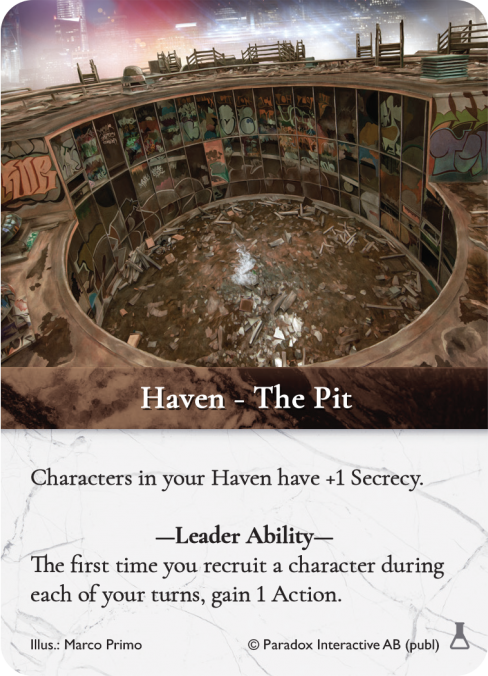 Haven - The Pit
Characters in your Haven have +1 Secrecy.
—Leader Ability—
The first time you recruit a character during
each of your turns, gain 1 Action.
Illus.: Marco Primo
© Paradox Interactive AB (publ)